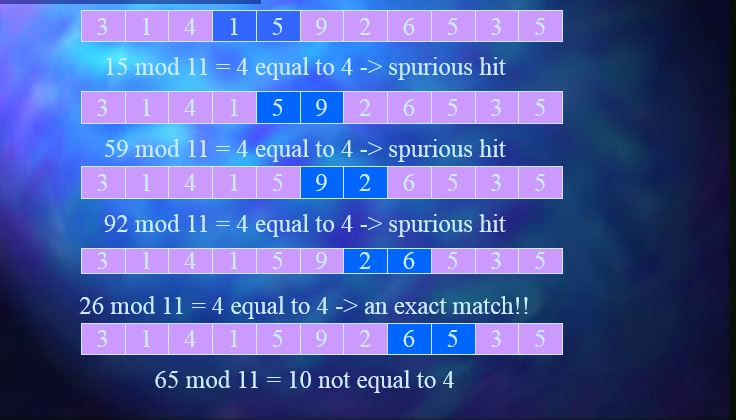 3 1 4 1 5 9 2 6 5 3 5
15 mod 11 = 4 equal to 4 -> spurious hit
3 1 4 1 5 9 2 6 5 3 5
59 mod 11 = 4 equal to 4 -> spurious hit
3 1 4 1 5 9 2 6 5 3 5
92 mod 11 = 4 equal to 4 -> spurious hit
3 1 4 1 5 9 2 6 5 3 5
26 mod 11 = 4 equal to 4 -> an exact match!!
3 1 4 1 5 9 2 6 5 3 5
65 mod 11 = 10 not equal to 4